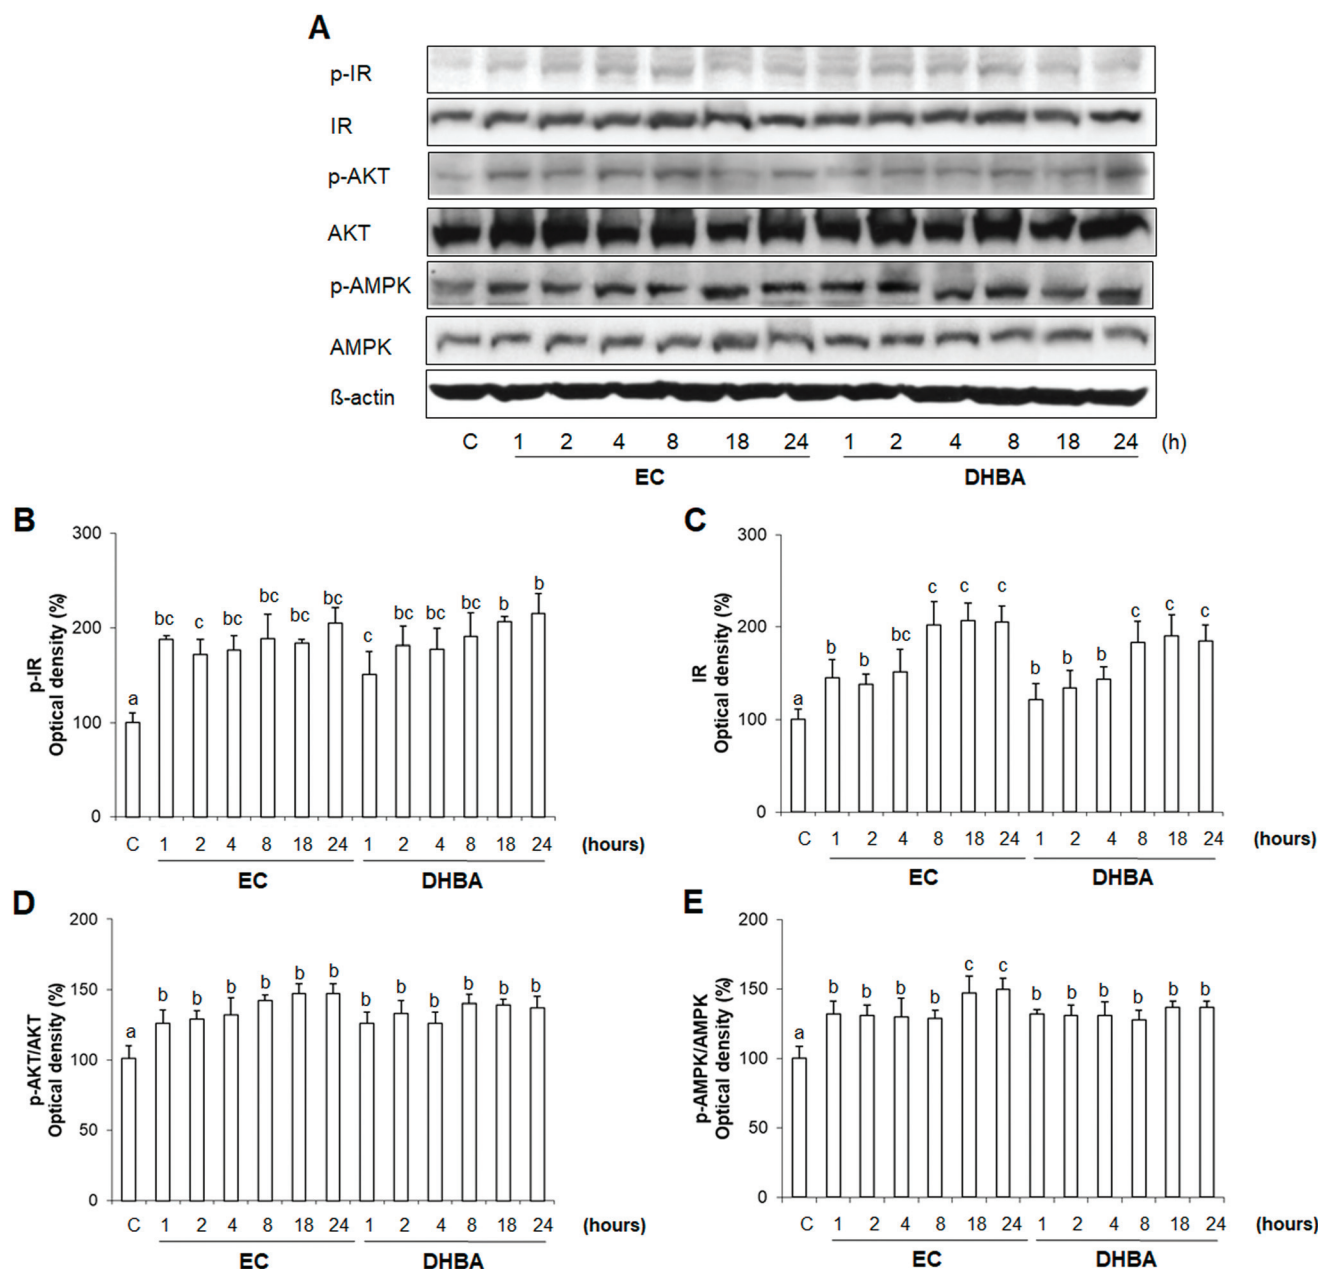 A
p-IR
IR
p-AKT
AKT
p-AMPK
AMPK
ß-actin
C 1 2 4 8 18 24 1 2 4 8 18 24 (h)
EC DHBA
B
p-IR
Optical density (%)
300
200
100
0
a bc c bc bc bc bc c bc bc bc b b
C 1 2 4 8 18 24 1 2 4 8 18 24 (hours)
EC DHBA
C
IR
Optical density (%)
300
200
100
0
a b b bc c c c b b b c c c
C 1 2 4 8 18 24 1 2 4 8 18 24 (hours)
EC DHBA
D
p-AKT/AKT
Optical density (%)
200
150
100
50
0
a b b b b b b b b b b b b
C 1 2 4 8 18 24 1 2 4 8 18 24 (hours)
EC DHBA
E
p-AMPK/AMPK
Optical density (%)
200
150
100
50
0
a b b b b c c b b b b b b
C 1 2 4 8 18 24 1 2 4 8 18 24 (hours)
EC DHBA